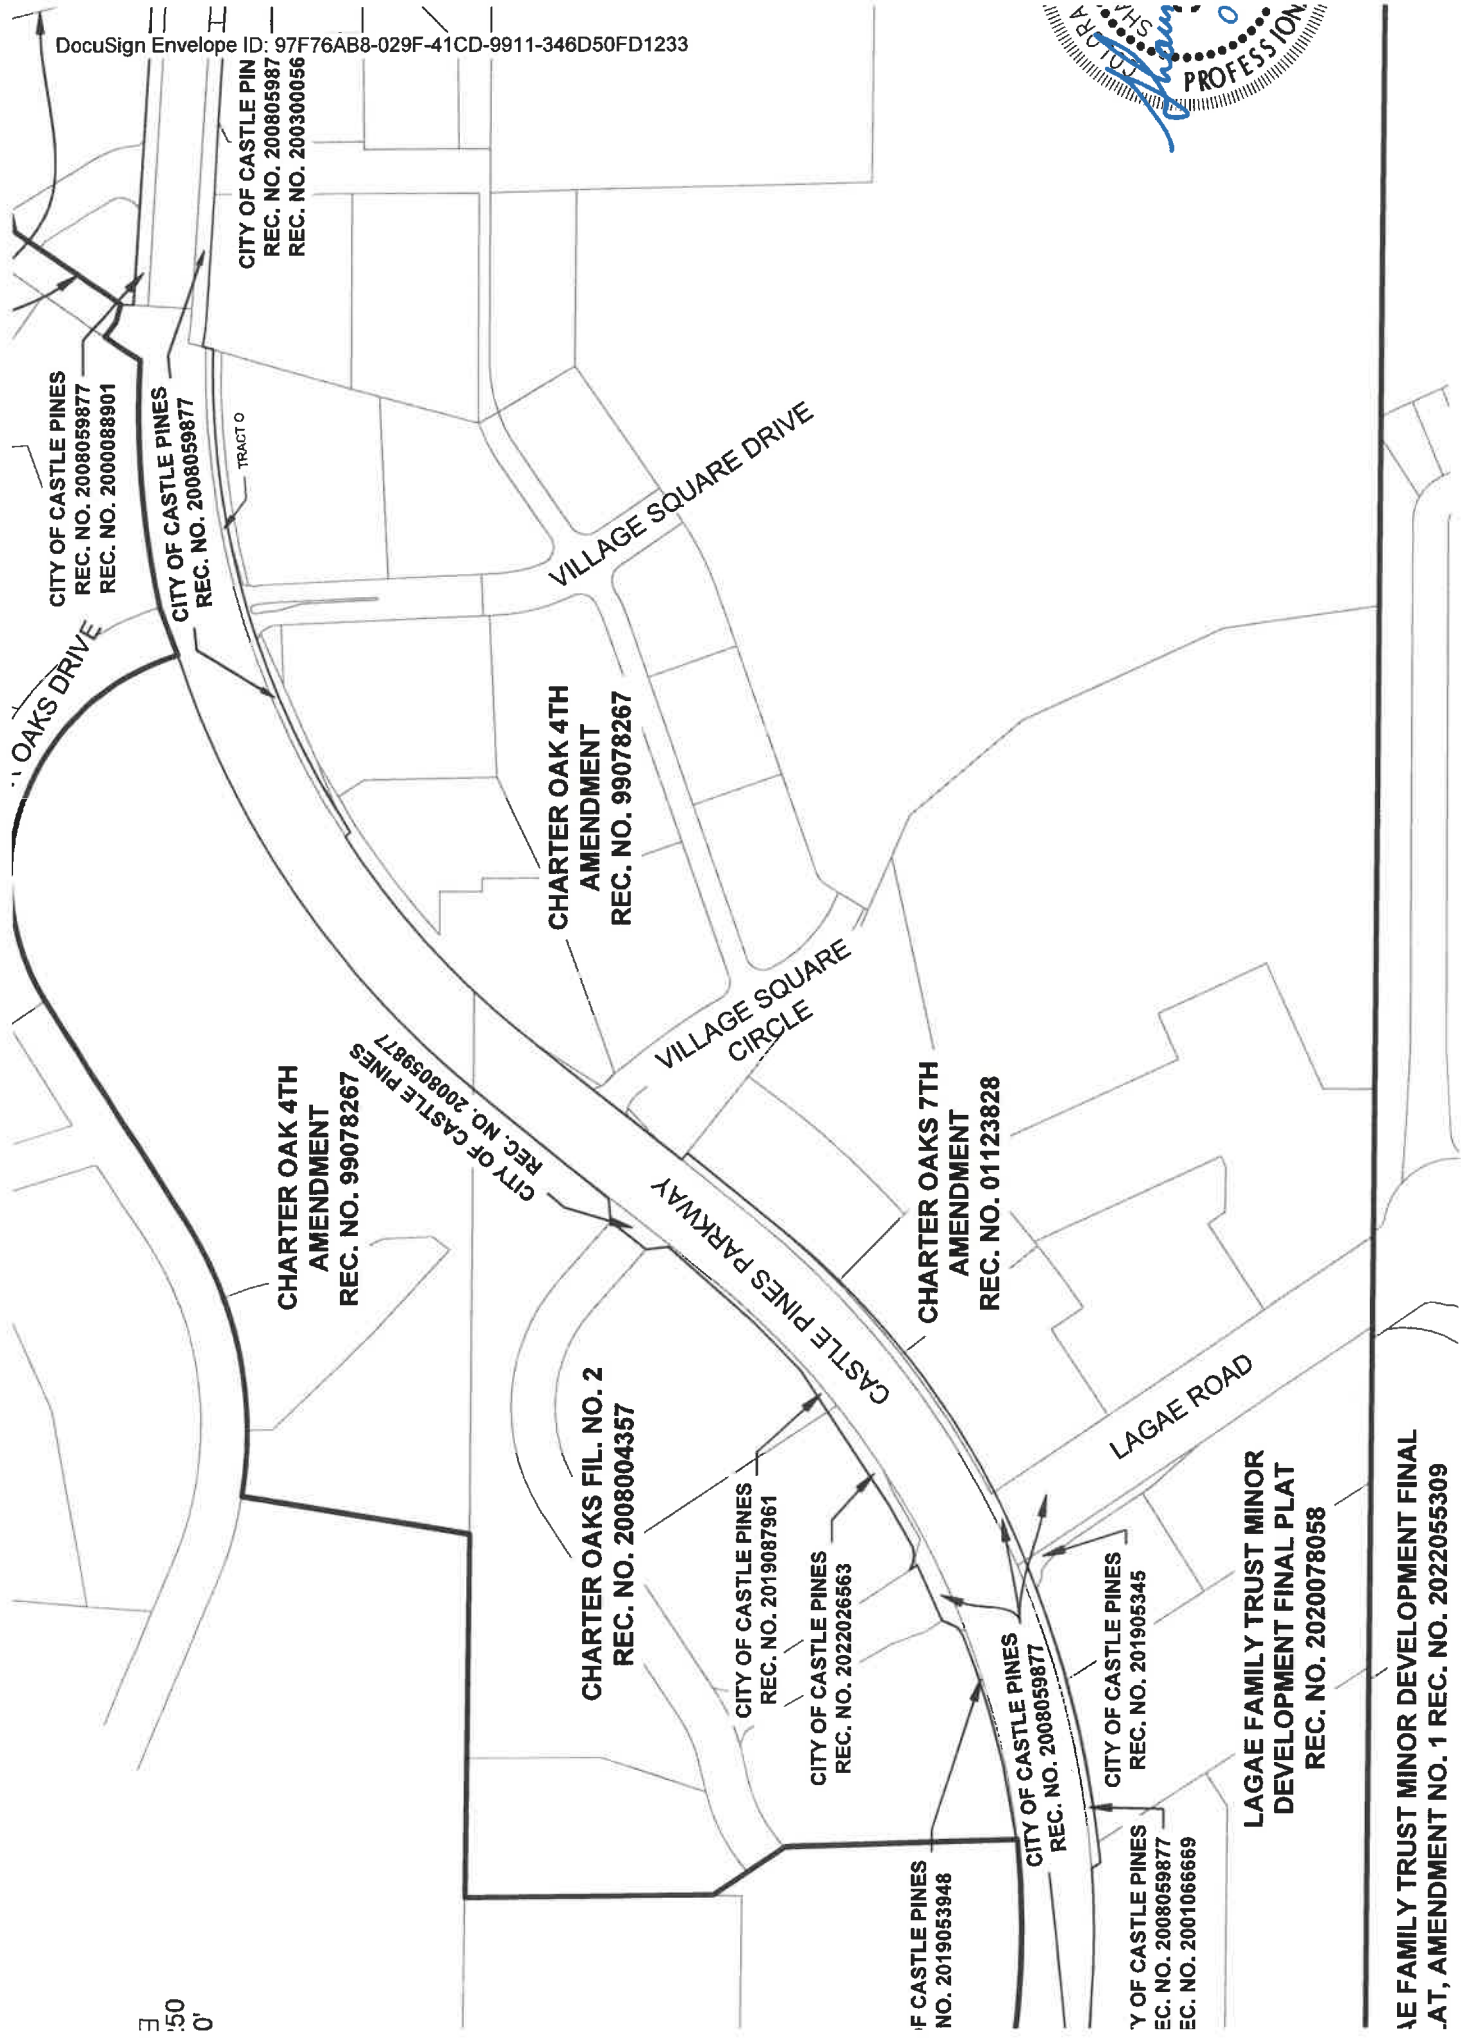 DocuSign Envelope ID: 97F76AB8-029F-41CD-9911-346D50FD1233
CITY OF CASTLE PINES
REC. NO. 2008059877
REC. NO. 2000088901
CITY OF CASTLE PINES
REC. NO. 2008059877
CITY OF CASTLE PIN
REC. NO. 200805987
REC. NO. 200300056
TRACT O
OAKS DRIVE
VILLAGE SQUARE DRIVE
CHARTER OAK 4TH
AMENDMENT
REC. NO. 99078267
VILLAGE SQUARE
CIRCLE
CHARTER OAK 4TH
AMENDMENT
REC. NO. 99078267
CITY OF CASTLE PINES
REC. NO. 2008059877
CASTLE PINES PARKWAY
CHARTER OAKS 7TH
AMENDMENT
REC. NO. 01123828
CHARTER OAKS FIL. NO. 2
REC. NO. 2008004357
CITY OF CASTLE PINES
REC. NO. 2019087961
CITY OF CASTLE PINES
REC. NO. 2022026563
LAGAE ROAD
CITY OF CASTLE PINES
REC. NO. 2008059877
CITY OF CASTLE PINES
REC. NO. 201905345
F CASTLE PINES
NO. 2019053948
Y OF CASTLE PINES
EC. NO. 2008059877
EC. NO. 2001066669
LAGAE FAMILY TRUST MINOR
DEVELOPMENT FINAL PLAT
REC. NO. 2020078058
AE FAMILY TRUST MINOR DEVELOPMENT FINAL
AT, AMENDMENT NO. 1 REC. NO. 2022055309
COLORA
SHA
PROFESSION
50
0'